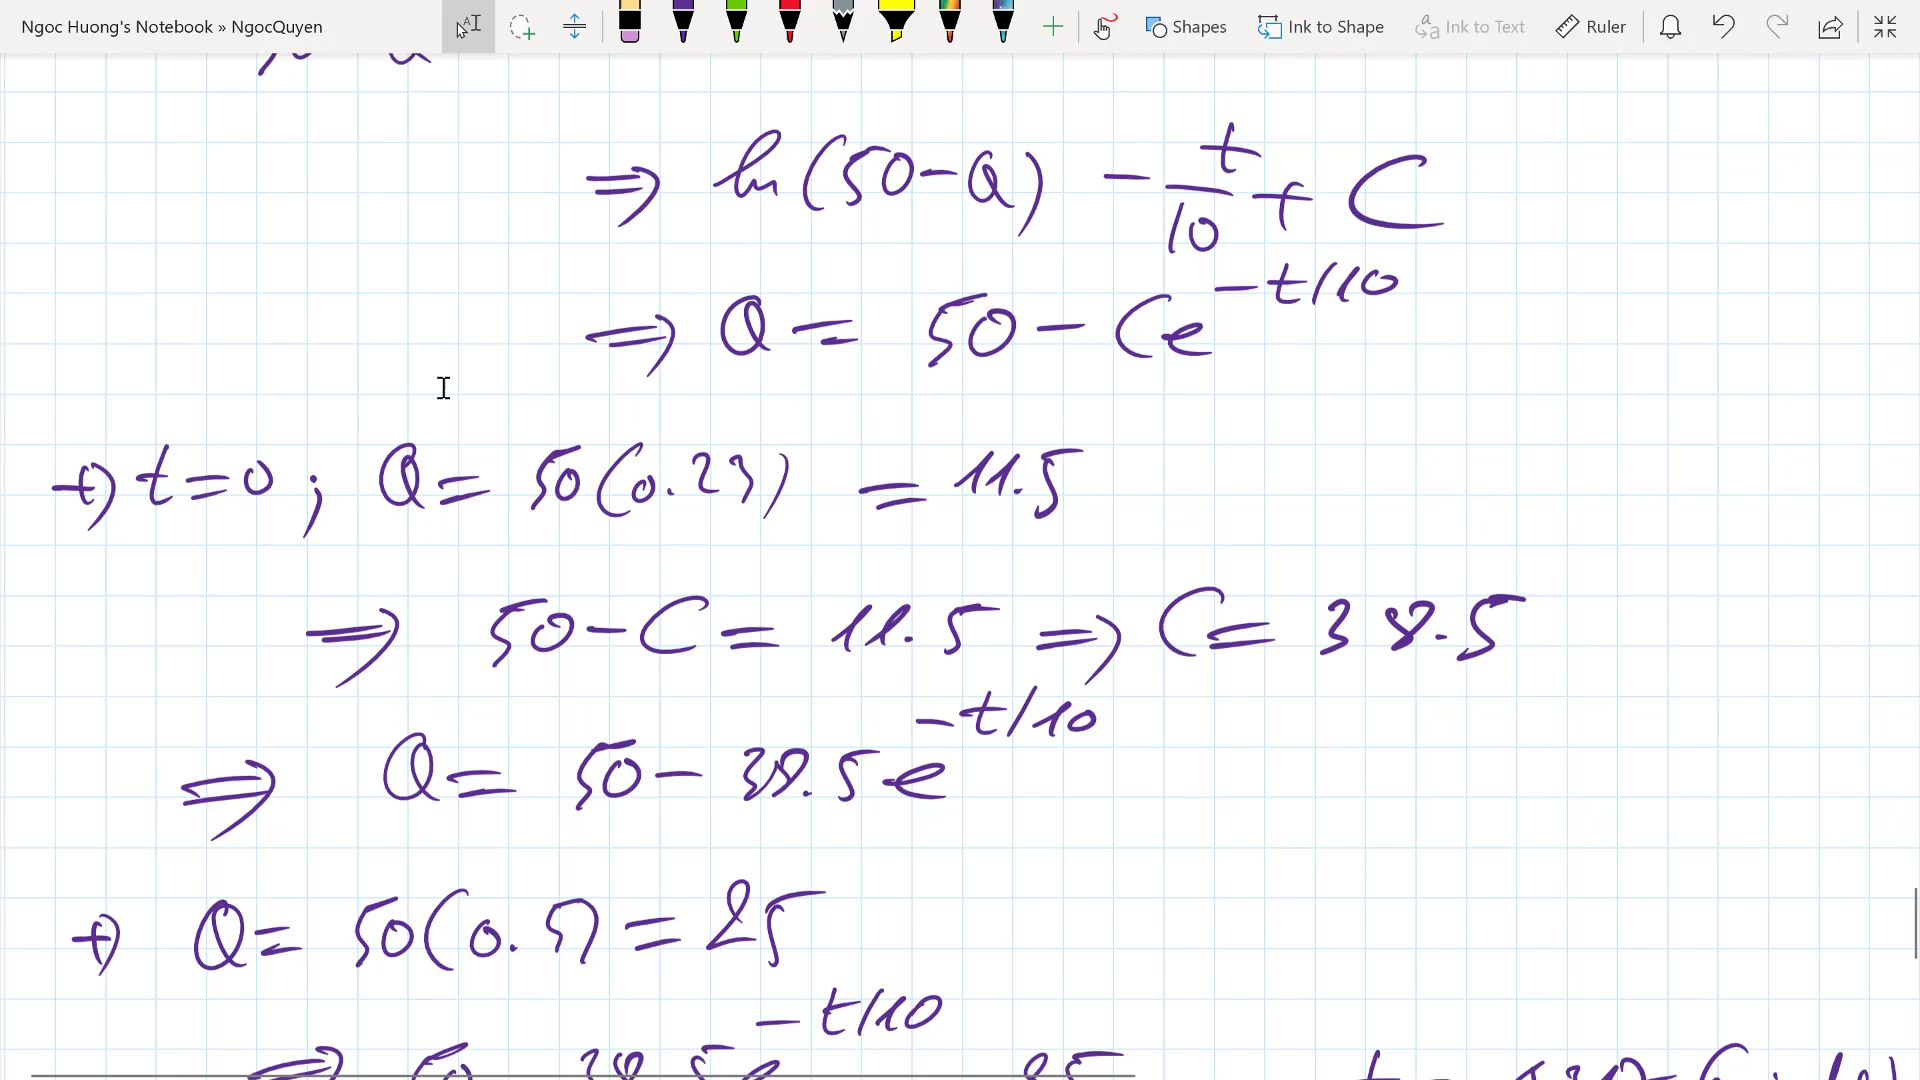 Ngoc Huong's Notebook » NgocQuyen
Shapes
Ink to Shape
Ink to Text
Ruler
⇒ ln(50-Q) - t/10 + C
⇒ Q = 50 - Ce^{-t/10}
+) t=0 ; Q = 50(0.23) = 11.5
⇒ 50 - C = 11.5 ⇒ C = 38.5
⇒ Q = 50 - 38.5e^{-t/10}
+) Q = 50(0.5) = 25
-t/10